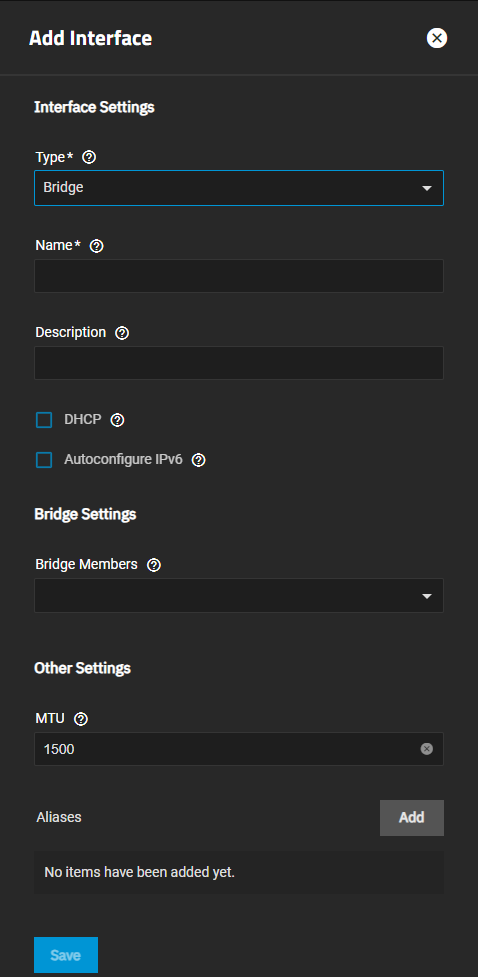 Add Interface
Interface Settings
Type*
Bridge
Name*
Description
DHCP
Autoconfigure IPv6
Bridge Settings
Bridge Members
Other Settings
MTU
1500
Aliases
Add
No items have been added yet.
Save